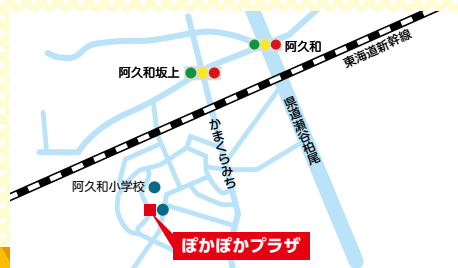 阿久和
阿久和坂上
東海道新幹線
県道瀬谷柏尾
かまくらみち
阿久和小学校
ぽかぽかプラザ